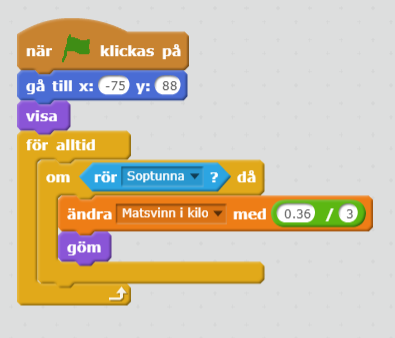 när klickas på
gå till x: -75 y: 88
visa
för alltid
om rör Soptunna ? då
ändra Matsvinn i kilo med 0.36 / 3
göm